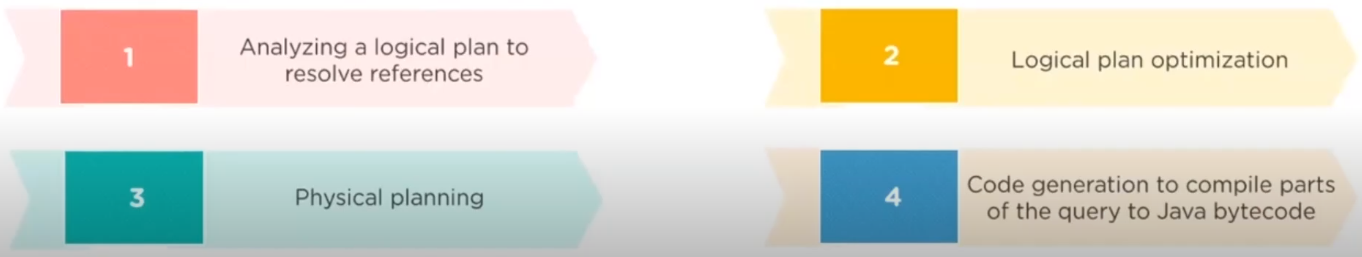 1
Analyzing a logical plan to
resolve references
2
Logical plan optimization
3
Physical planning
4
Code generation to compile parts
of the query to Java bytecode